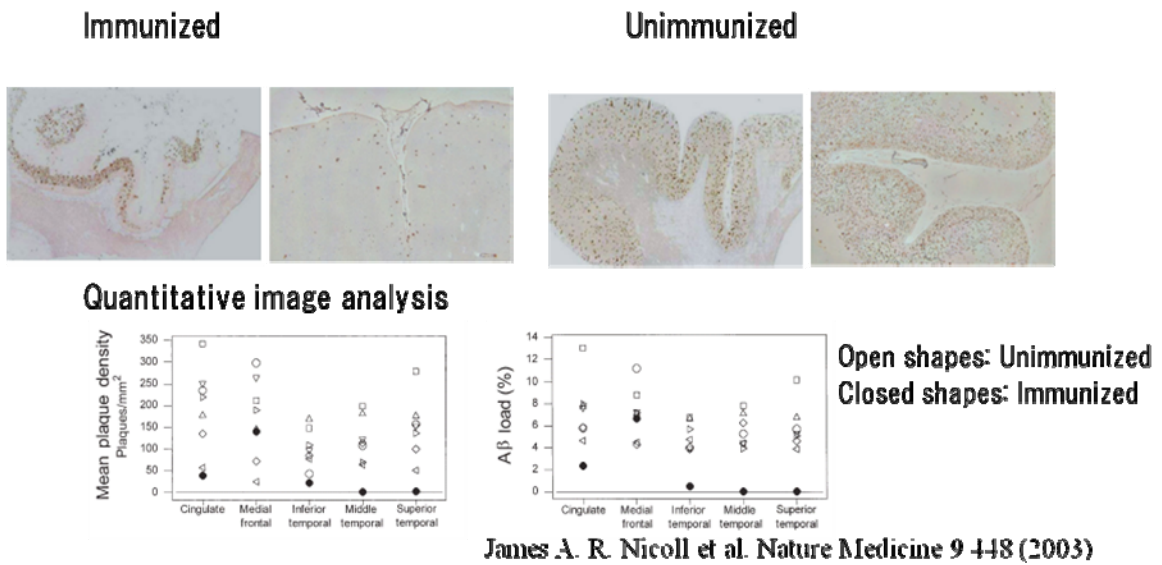 Immunized
Unimmunized
Quantitative image analysis
Mean plaque density
Plaques/mm²
350
300
250
200
150
100
50
0
Cingulate
Medial
frontal
Inferior
temporal
Middle
temporal
Superior
temporal
Aβ load (%)
14
12
10
8
6
4
2
0
Cingulate
Medial
frontal
Inferior
temporal
Middle
temporal
Superior
temporal
Open shapes: Unimmunized
Closed shapes: Immunized
James A. R. Nicoll et al. Nature Medicine 9 448 (2003)